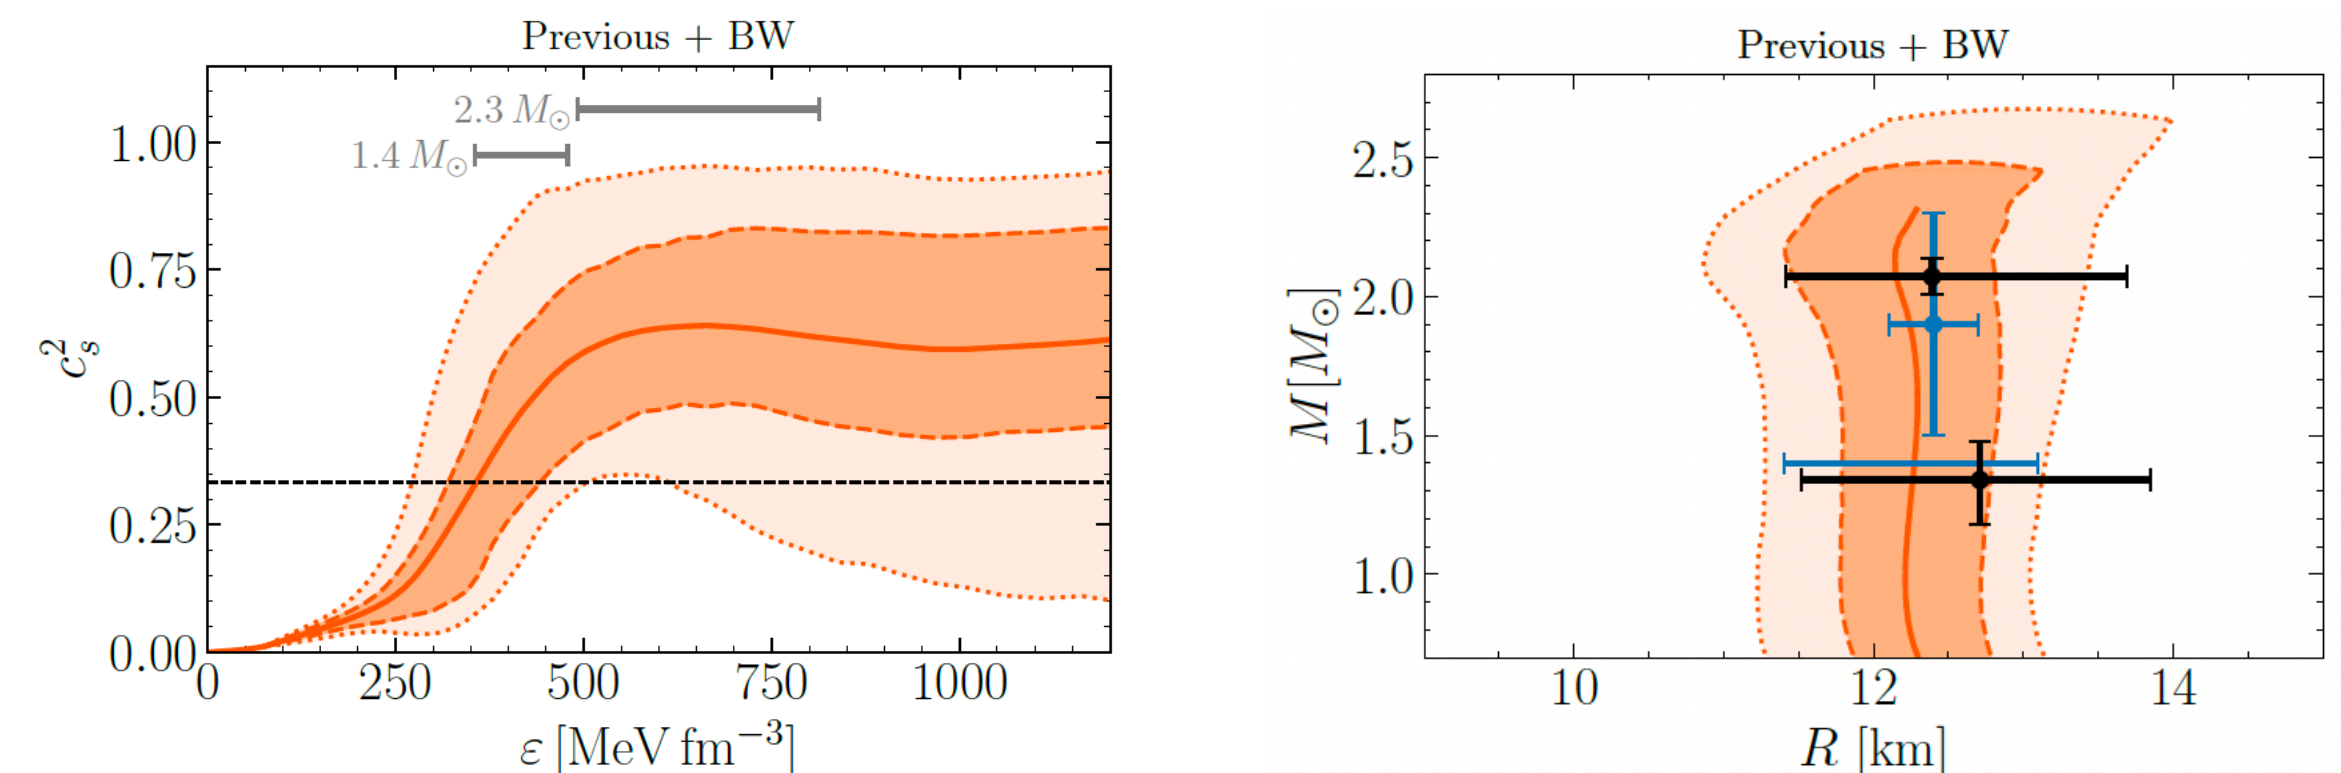 Previous + BW
2.3 M⊙
1.4 M⊙
1.00
0.75
0.50
0.25
0.00
c_s^2
0 250 500 750 1000
ε [MeV fm⁻³]
Previous + BW
2.5
2.0
1.5
1.0
M [M⊙]
10 12 14
R [km]